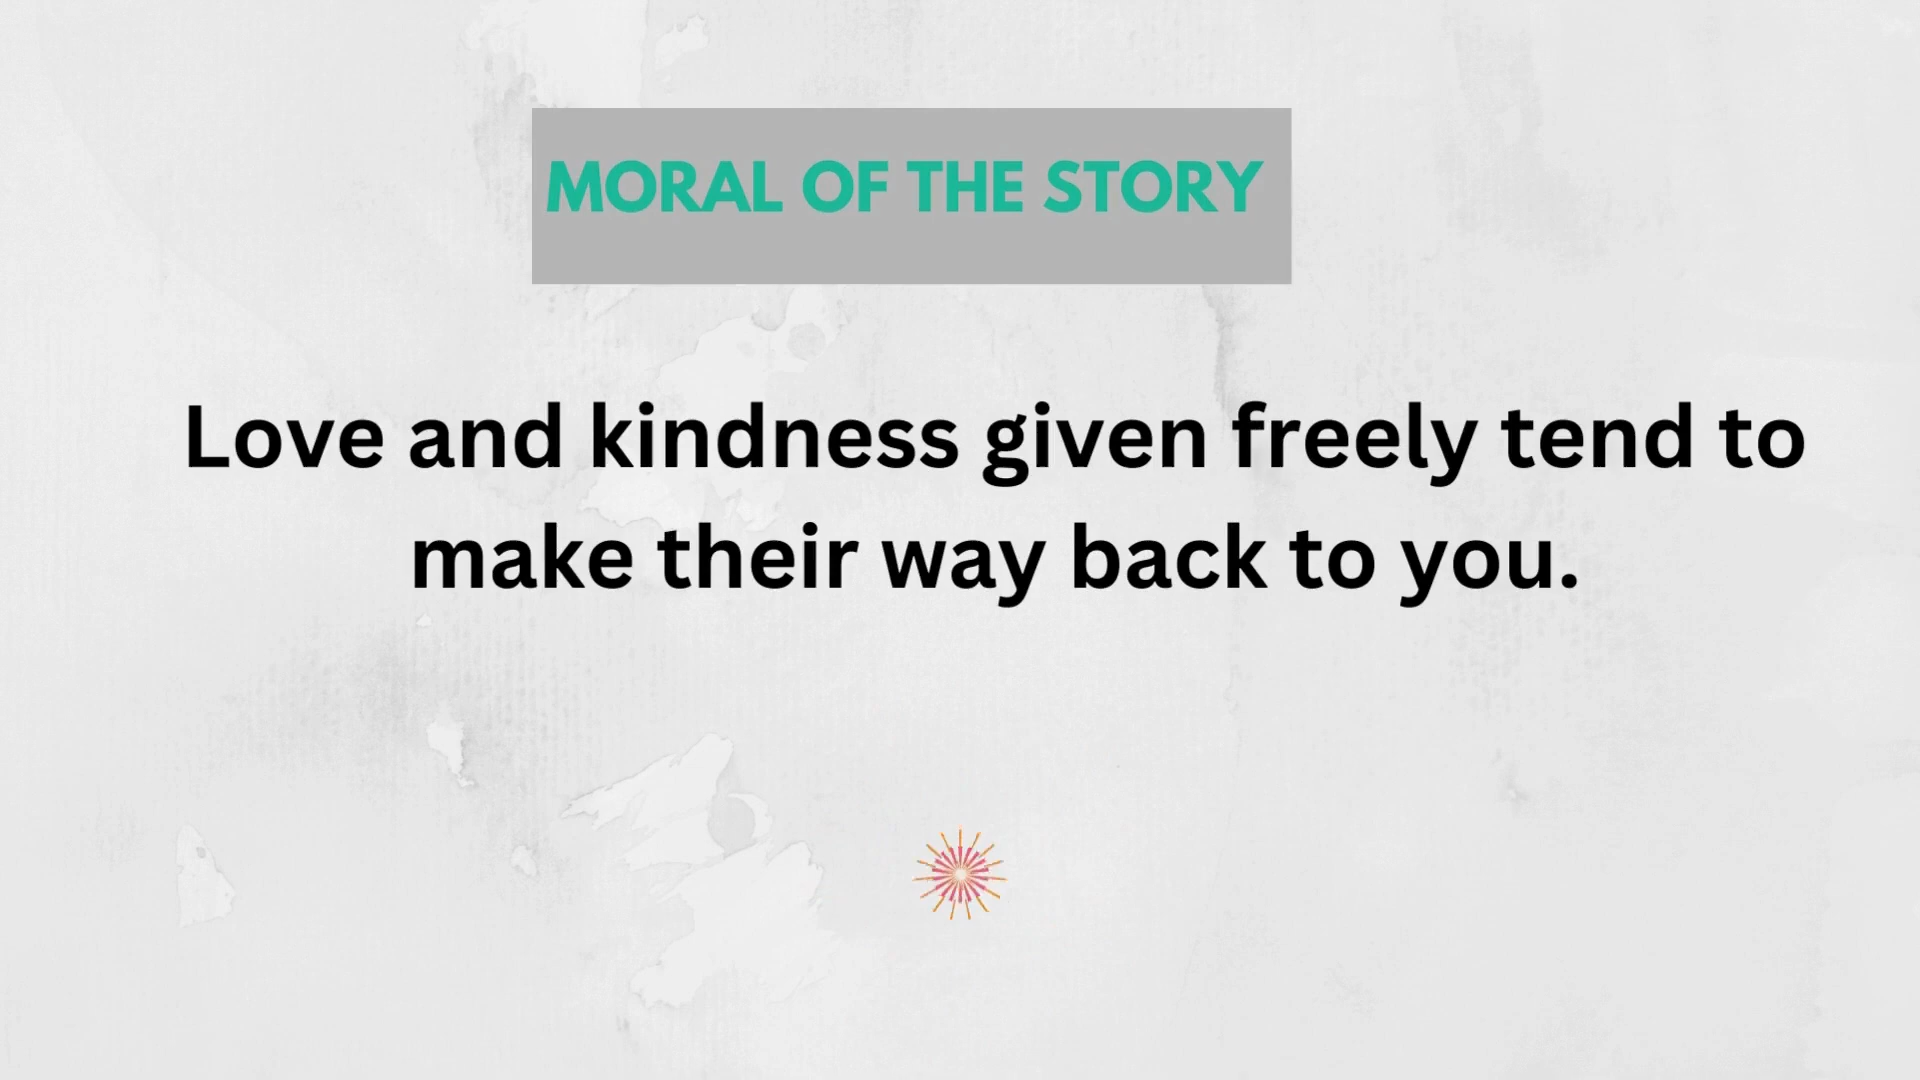 MORAL OF THE STORY
Love and kindness given freely tend to
make their way back to you.